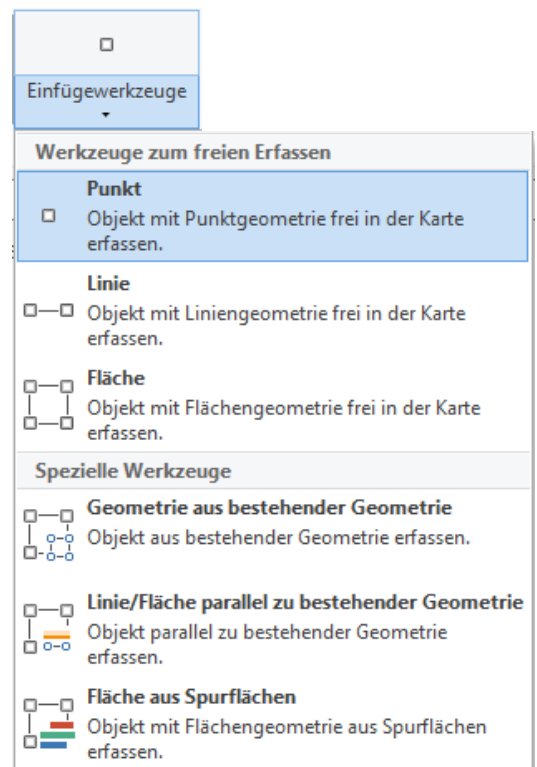 Einfügewerkzeuge
Werkzeuge zum freien Erfassen
Punkt
Objekt mit Punktgeometrie frei in der Karte
erfassen.
Linie
Objekt mit Liniengeometrie frei in der Karte
erfassen.
Fläche
Objekt mit Flächengeometrie frei in der Karte
erfassen.
Spezielle Werkzeuge
Geometrie aus bestehender Geometrie
Objekt aus bestehender Geometrie erfassen.
Linie/Fläche parallel zu bestehender Geometrie
Objekt parallel zu bestehender Geometrie
erfassen.
Fläche aus Spurflächen
Objekt mit Flächengeometrie aus Spurflächen
erfassen.